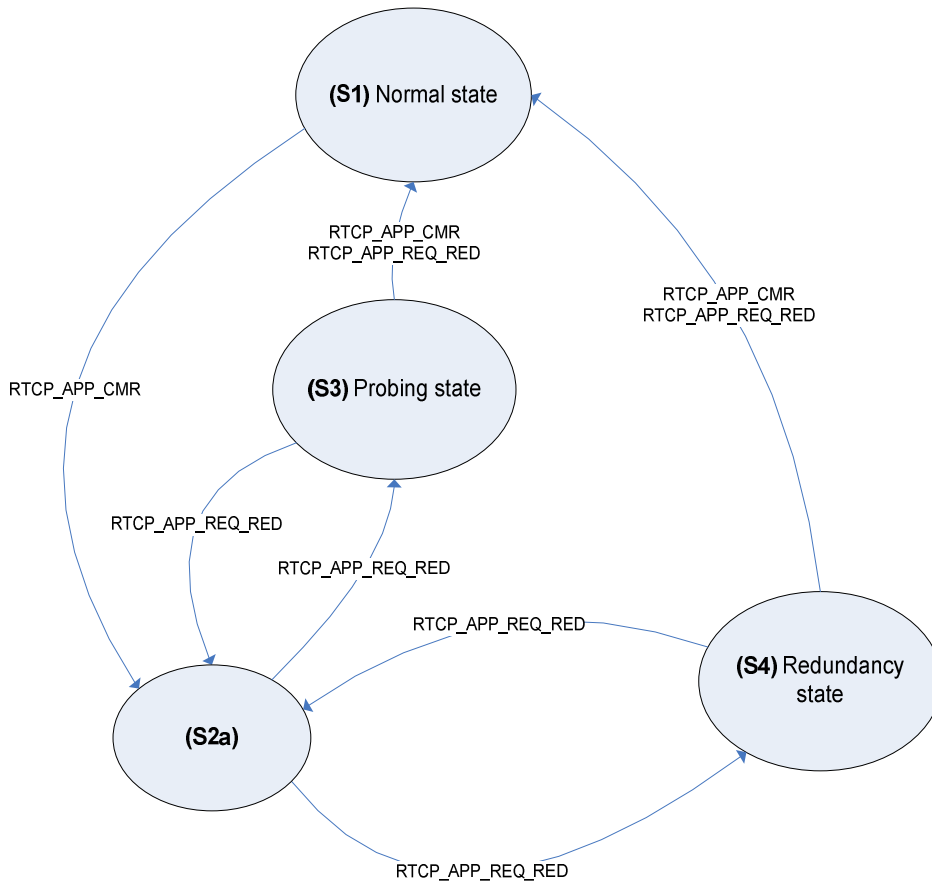 (S1) Normal state
RTCP_APP_CMR
RTCP_APP_REQ_RED
RTCP_APP_CMR
RTCP_APP_REQ_RED
(S3) Probing state
RTCP_APP_CMR
RTCP_APP_REQ_RED
RTCP_APP_REQ_RED
RTCP_APP_REQ_RED
(S4) Redundancy
state
(S2a)
RTCP_APP_REQ_RED